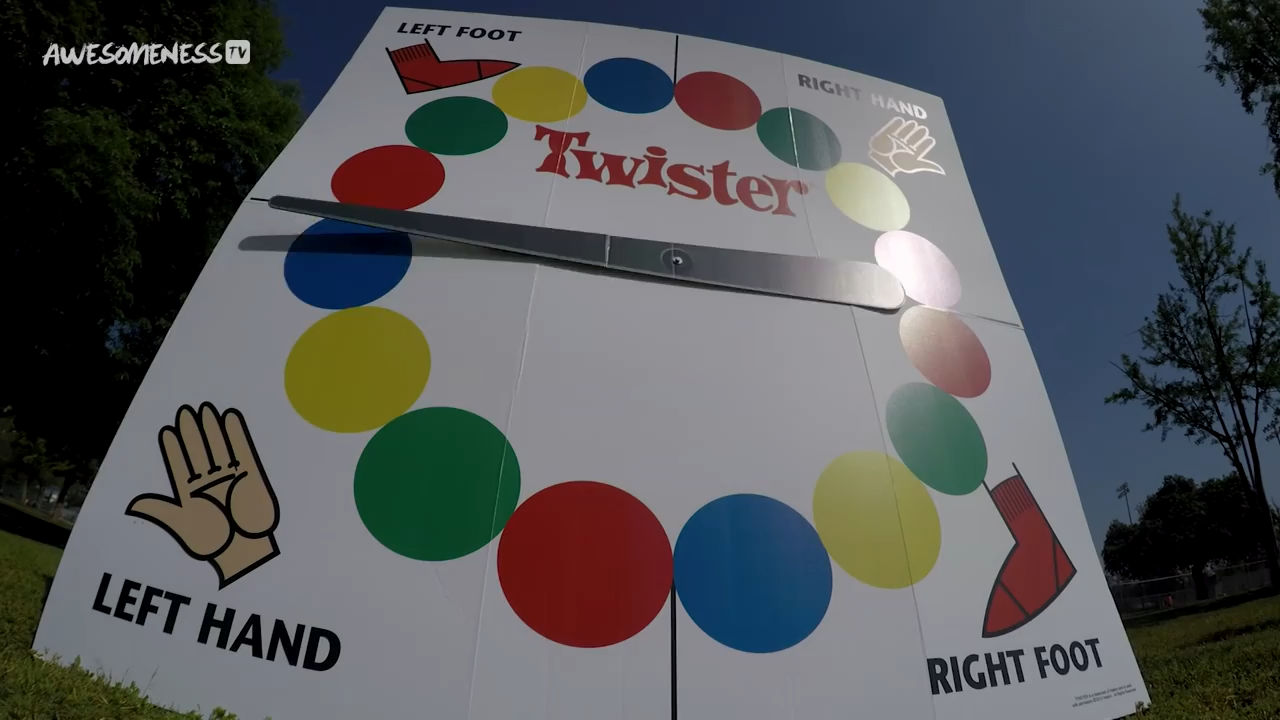 AWESOMENESS TV
LEFT FOOT
RIGHT HAND
Twister
LEFT HAND
RIGHT FOOT